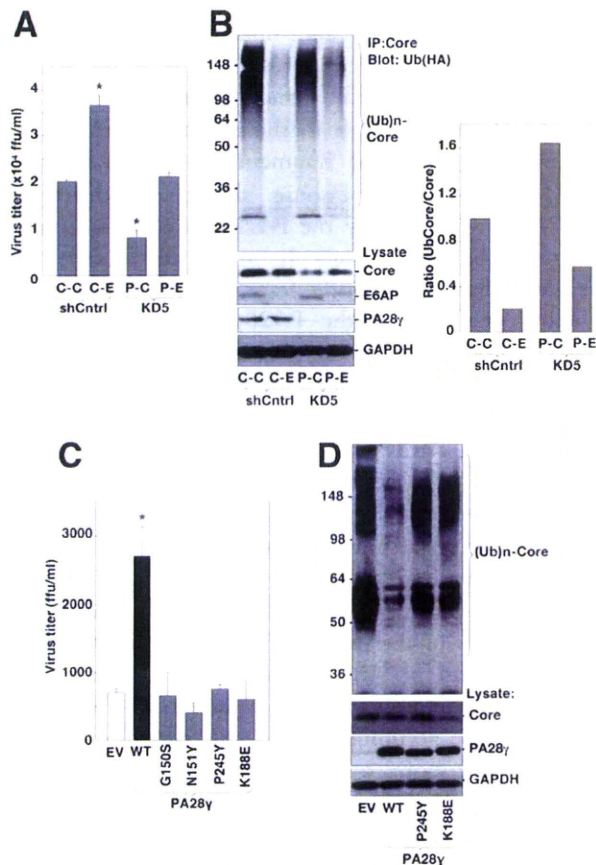 A
Virus titer (x10⁴ ffu/ml)
4
3
2
1
0
*
*
C-C C-E P-C P-E
shCntrl KD5
B
IP:Core
Blot: Ub(HA)
148
98
64
50
36
22
(Ub)n-
Core
Lysate
Core
E6AP
PA28γ
GAPDH
C-C C-E P-C P-E
shCntrl KD5
Ratio (UbCore/Core)
1.6
1.2
0.8
0.4
0
C-C C-E P-C P-E
shCntrl KD5
C
Virus titer (ffu/ml)
3000
2000
1000
0
*
EV WT G150S N151Y P245Y K188E
PA28γ
D
148
98
64
50
36
(Ub)n-Core
Lysate:
Core
PA28γ
GAPDH
EV WT P245Y K188E
PA28γ